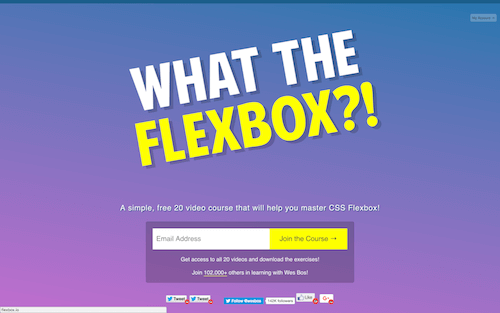 WHAT THE
FLEXBOX?!
A simple, free 20 video course that will help you master CSS Flexbox!
Email Address
Join the Course ➝
Get access to all 20 videos and download the exercises!
Join 102,000+ others in learning with Wes Bos!
Tweet Tweet Follow @wesbos 142K followers Like G+
flexbox.io